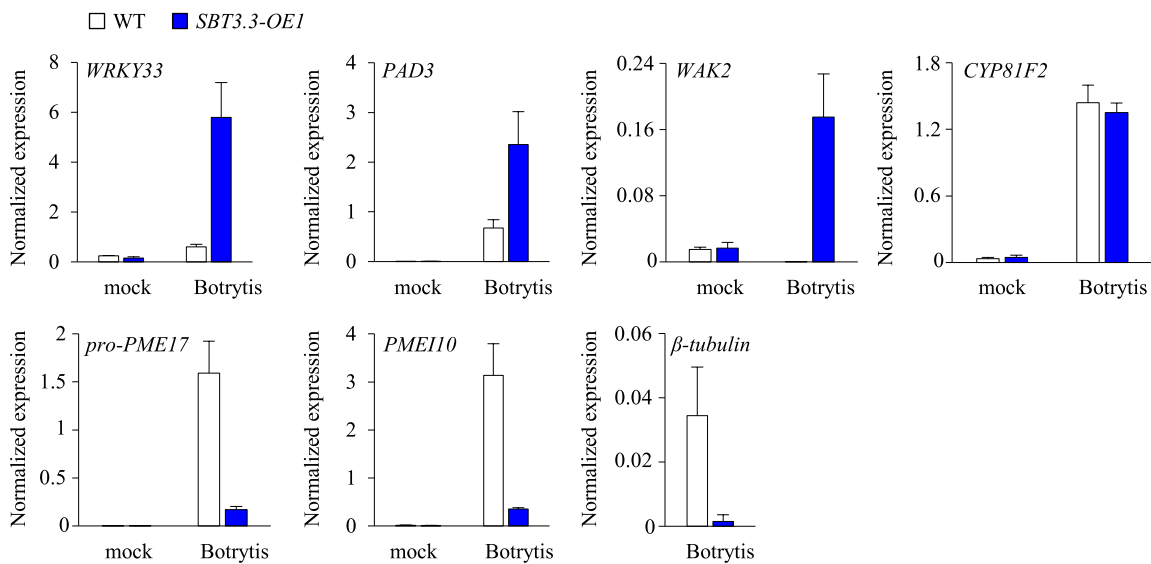 WT SBT3.3-OE1
Normalized expression
8
6
4
2
0
WRKY33
mock Botrytis
Normalized expression
4
3
2
1
0
PAD3
mock Botrytis
Normalized expression
0.24
0.16
0.08
0
WAK2
mock Botrytis
Normalized expression
1.8
1.2
0.6
0
CYP81F2
mock Botrytis
Normalized expression
2
1.5
1
0.5
0
pro-PME17
mock Botrytis
Normalized expression
4
3
2
1
0
PMEI10
mock Botrytis
Normalized expression
0.06
0.04
0.02
0
β-tubulin
Botrytis